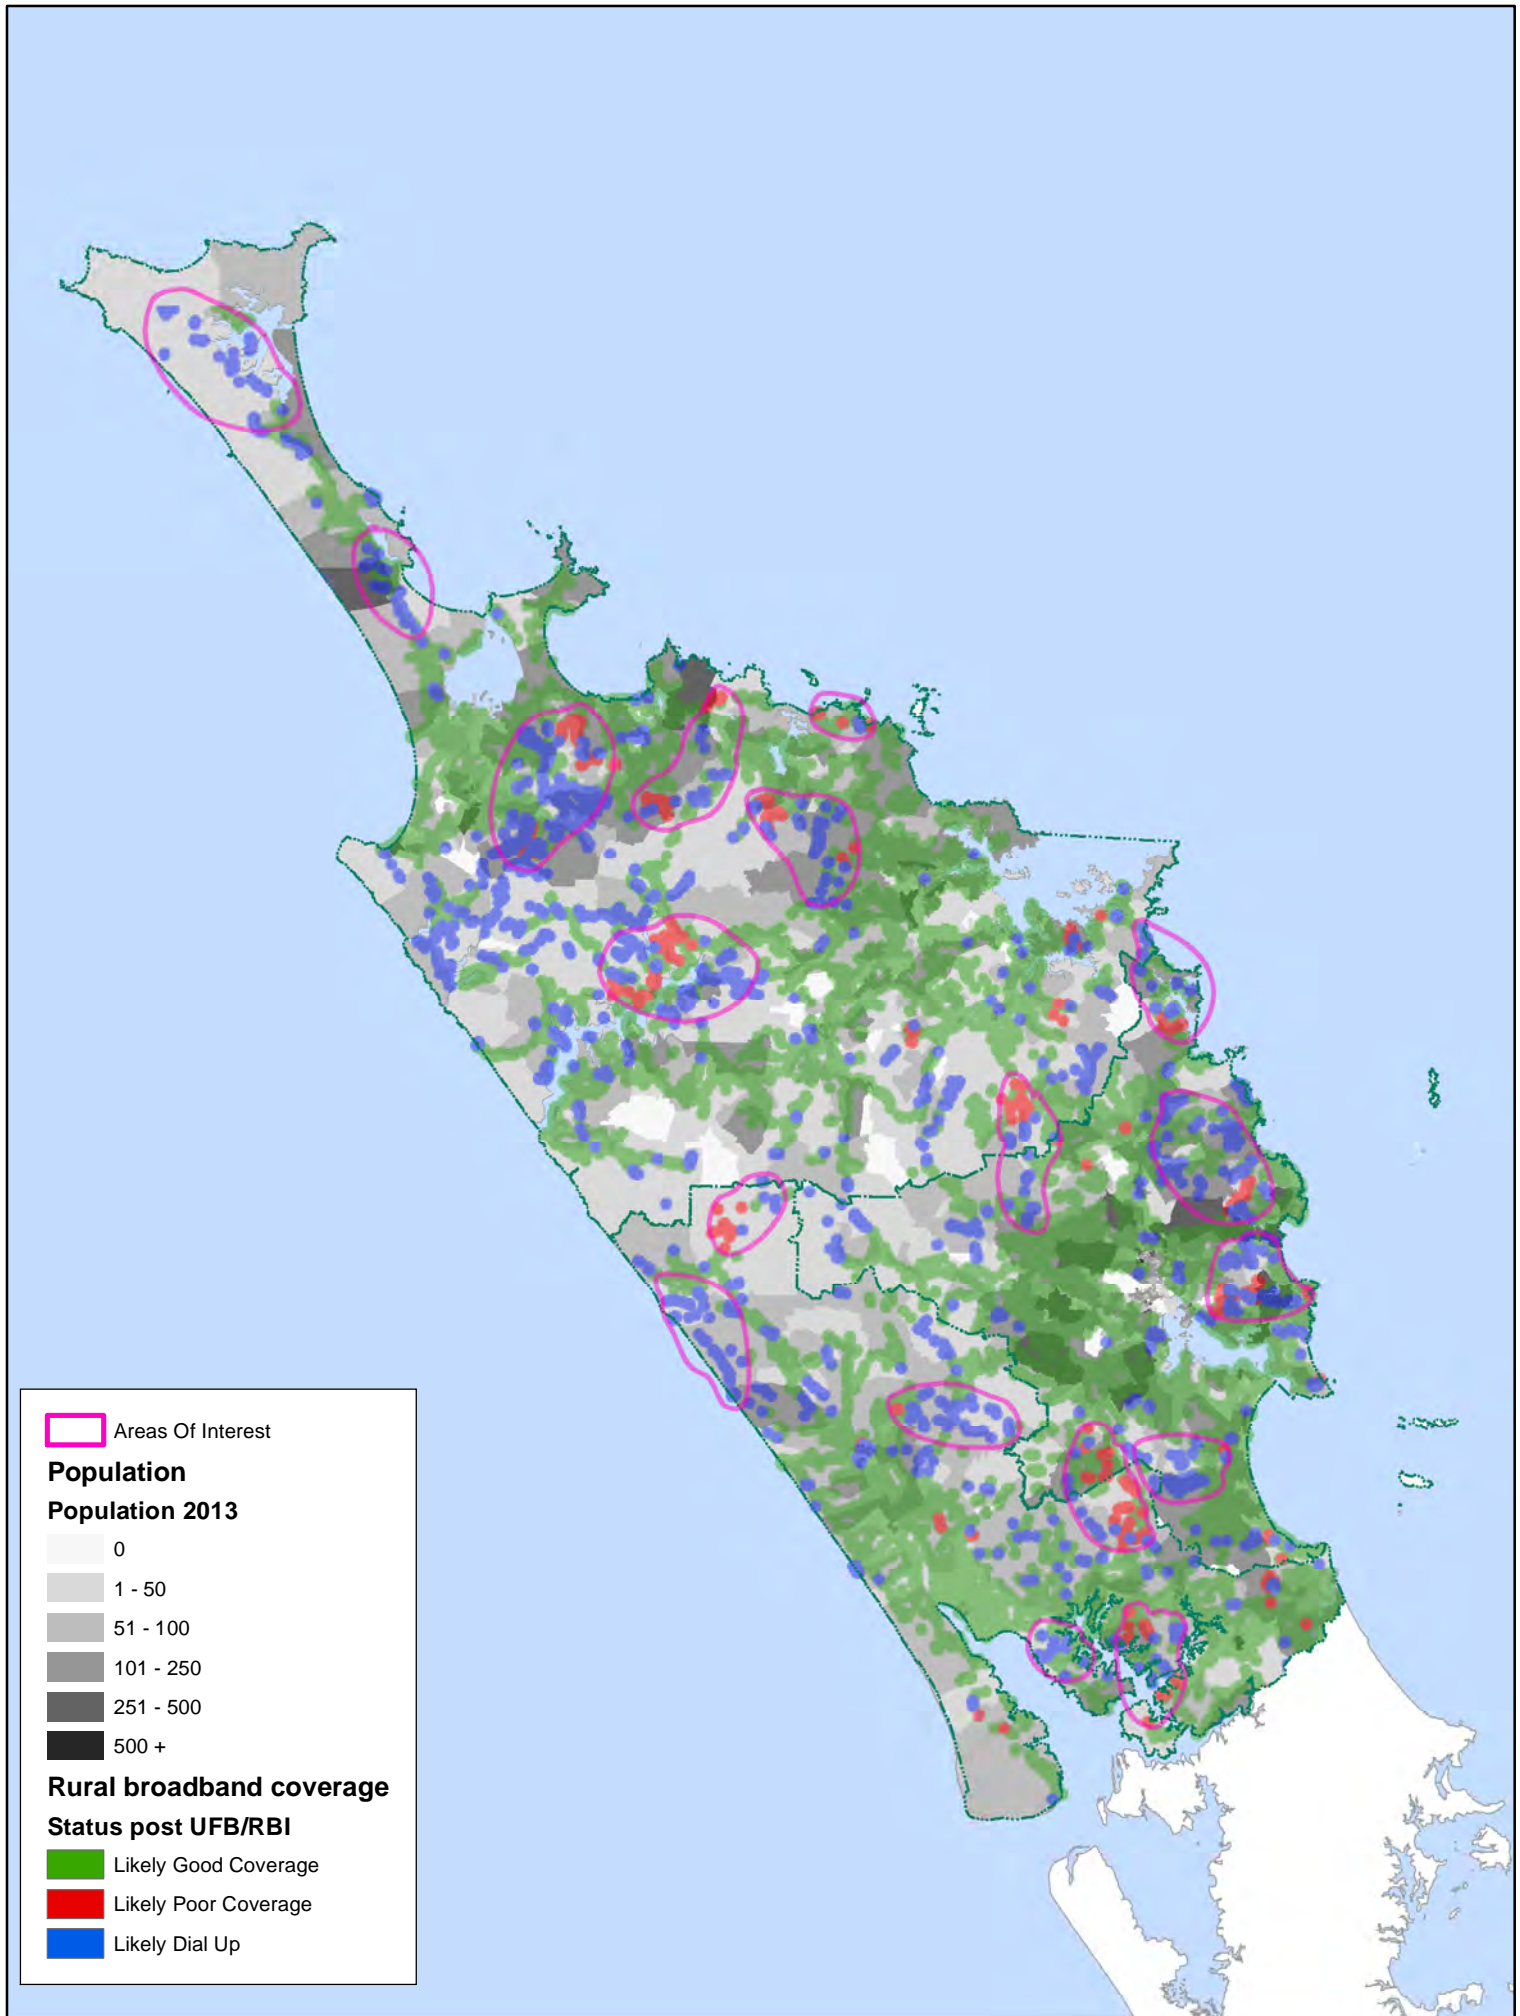 Areas Of Interest
Population
Population 2013
0
1 - 50
51 - 100
101 - 250
251 - 500
500 +
Rural broadband coverage
Status post UFB/RBI
Likely Good Coverage
Likely Poor Coverage
Likely Dial Up